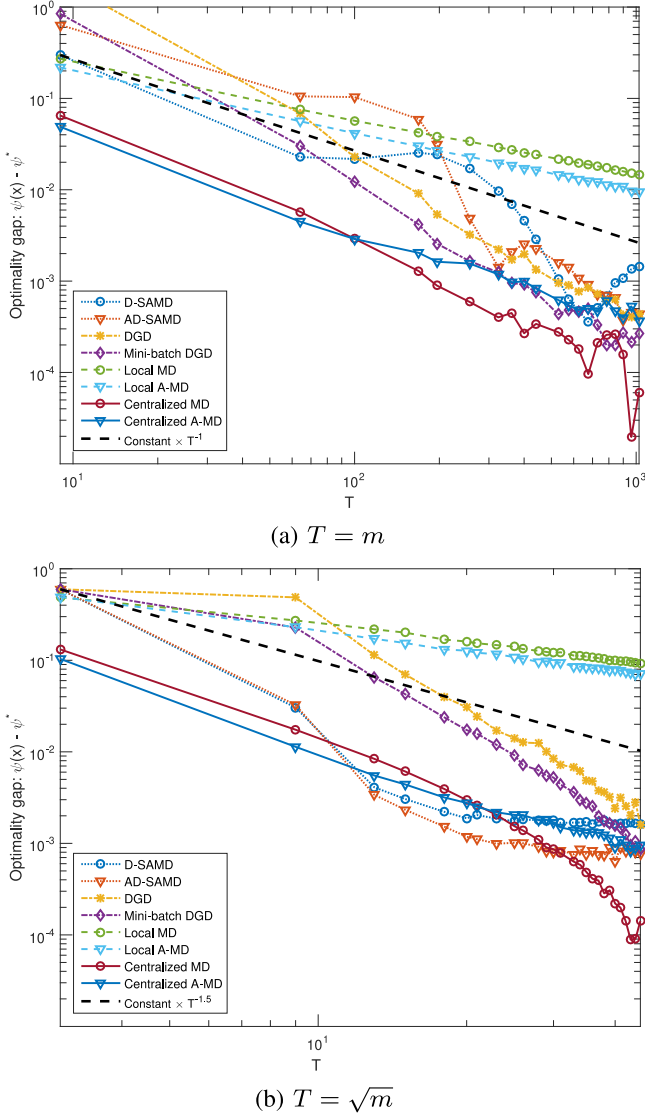 10^0
10^-1
10^-2
10^-3
10^-4
Optimality gap: ψ(x) - ψ^*
D-SAMD
AD-SAMD
DGD
Mini-batch DGD
Local MD
Local A-MD
Centralized MD
Centralized A-MD
Constant × T^-1
10^1
10^2
10^3
T
(a) T = m
10^0
10^-1
10^-2
10^-3
10^-4
Optimality gap: ψ(x) - ψ^*
D-SAMD
AD-SAMD
DGD
Mini-batch DGD
Local MD
Local A-MD
Centralized MD
Centralized A-MD
Constant × T^-1.5
10^1
T
(b) T = √m